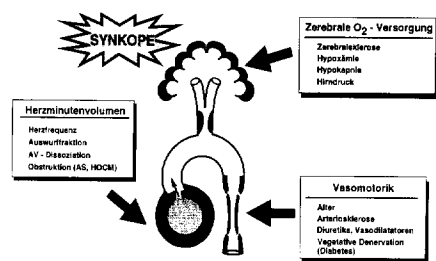 SYNKOPE
Zerebrale O2 - Versorgung
Zerebralsklerose
Hypoxämie
Hypokapnie
Hirndruck
Herzminutenvolumen
Herzfrequenz
Auswurffraktion
AV - Dissoziation
Obstruktion (AS, HOCM)
Vasomotorik
Alter
Arteriosklerose
Diuretika, Vasodilatatoren
Vegetative Denervation
(Diabetes)